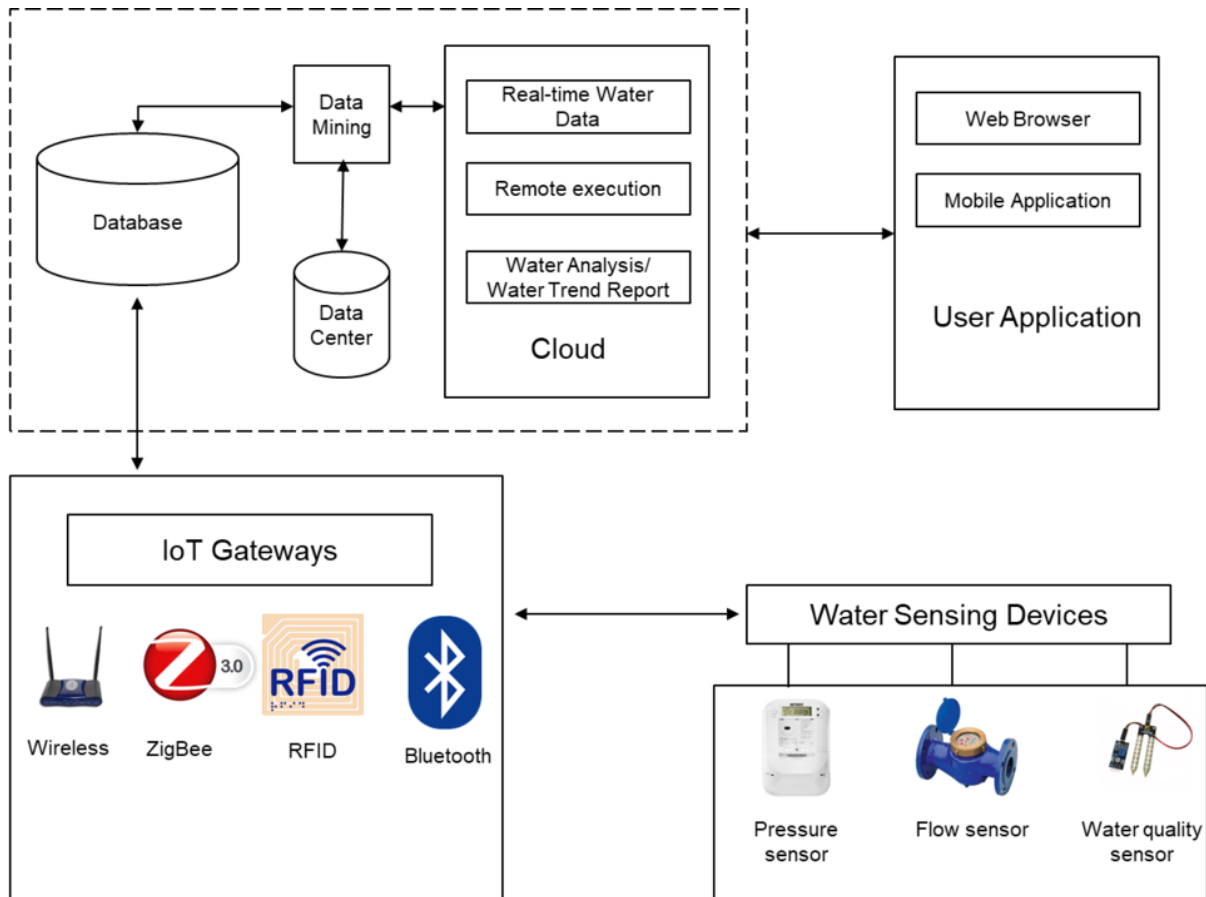 Database
Data
Mining
Data
Center
Real-time Water
Data
Remote execution
Water Analysis/
Water Trend Report
Cloud
Web Browser
Mobile Application
User Application
IoT Gateways
3.0
RFID
Wireless
ZigBee
RFID
Bluetooth
Water Sensing Devices
Pressure
sensor
Flow sensor
Water quality
sensor